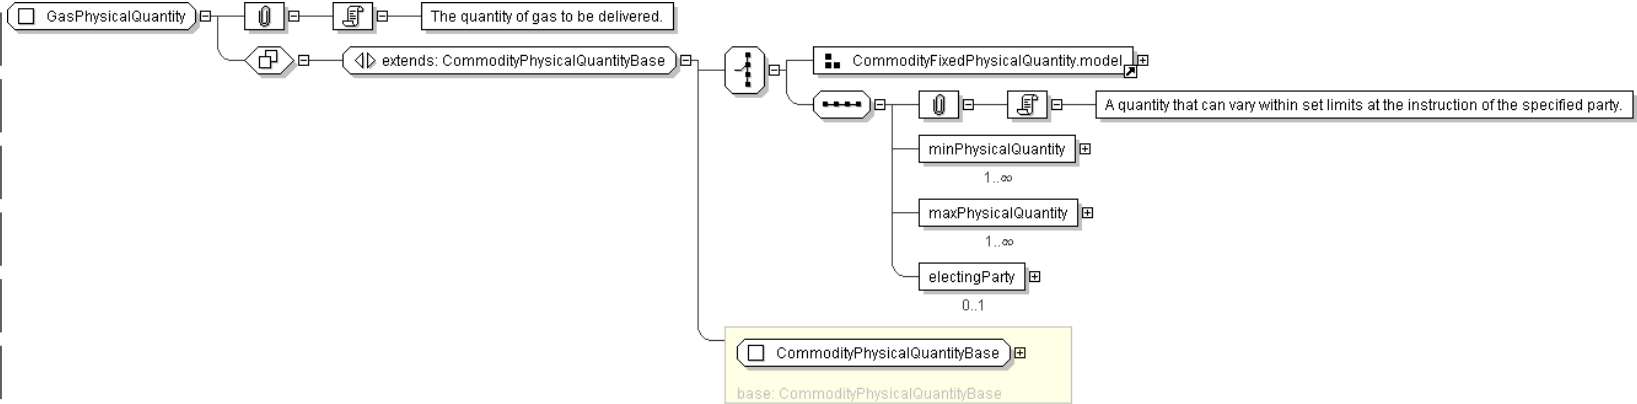 GasPhysicalQuantity
The quantity of gas to be delivered.
extends: CommodityPhysicalQuantityBase
CommodityFixedPhysicalQuantity.model
A quantity that can vary within set limits at the instruction of the specified party.
minPhysicalQuantity
1..∞
maxPhysicalQuantity
1..∞
electingParty
0..1
CommodityPhysicalQuantityBase
base: CommodityPhysicalQuantityBase